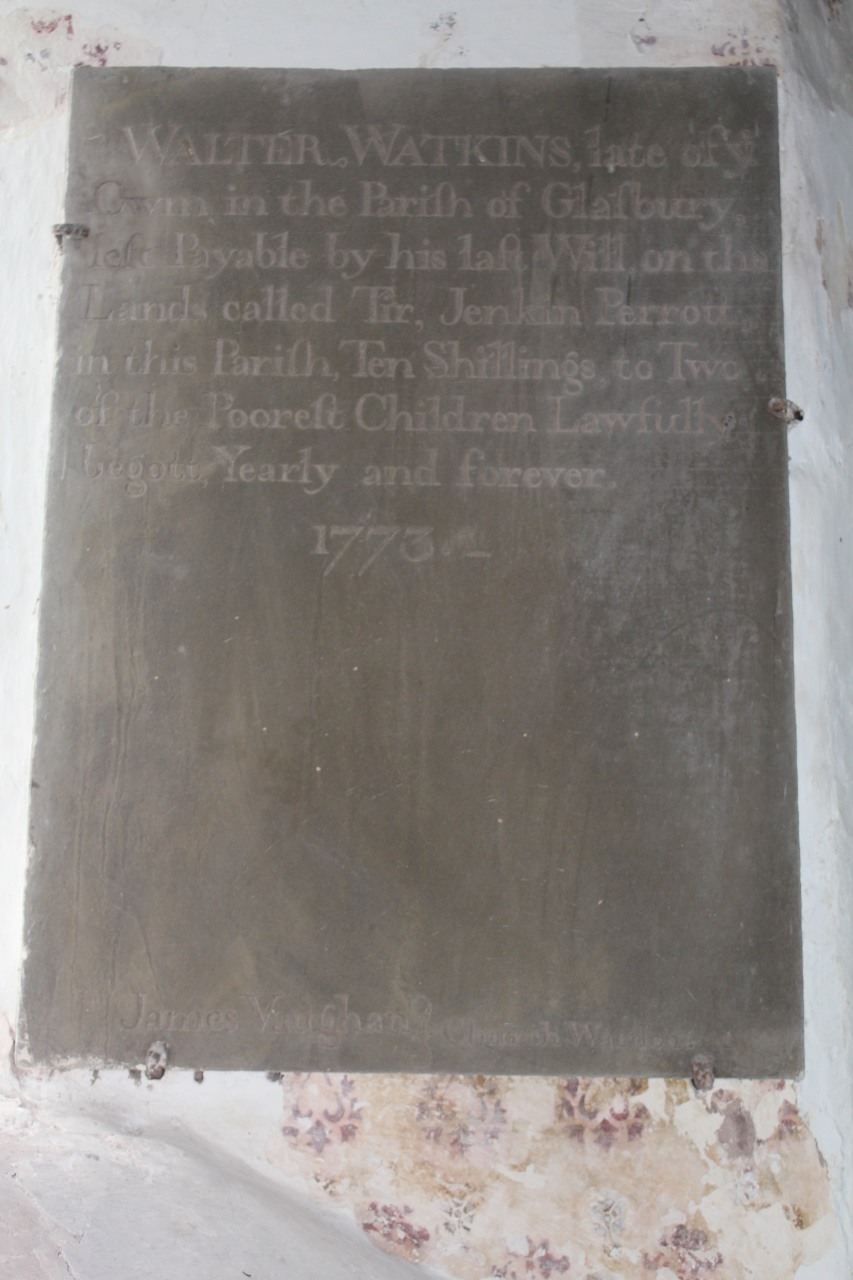 WALTER WATKINS, late of yͤ
Cwm, in the Pariſh of Glaſbury,
left Payable by his laſt Will, on the
Lands called Tir, Jenkin Perrott,
in this Pariſh, Ten Shillings, to Two
of the Pooreſt Children Lawfully
begott, Yearly and forever.
1773. –
James Vaughan Church Warden